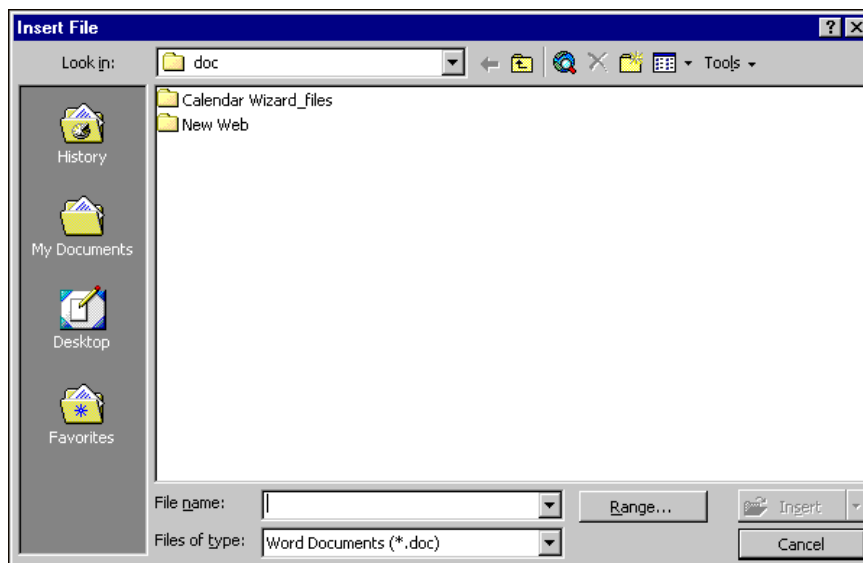 Insert File
Look in:
doc
Tools
Calendar Wizard_files
New Web
History
My Documents
Desktop
Favorites
File name:
Range...
Insert
Files of type:
Word Documents (*.doc)
Cancel